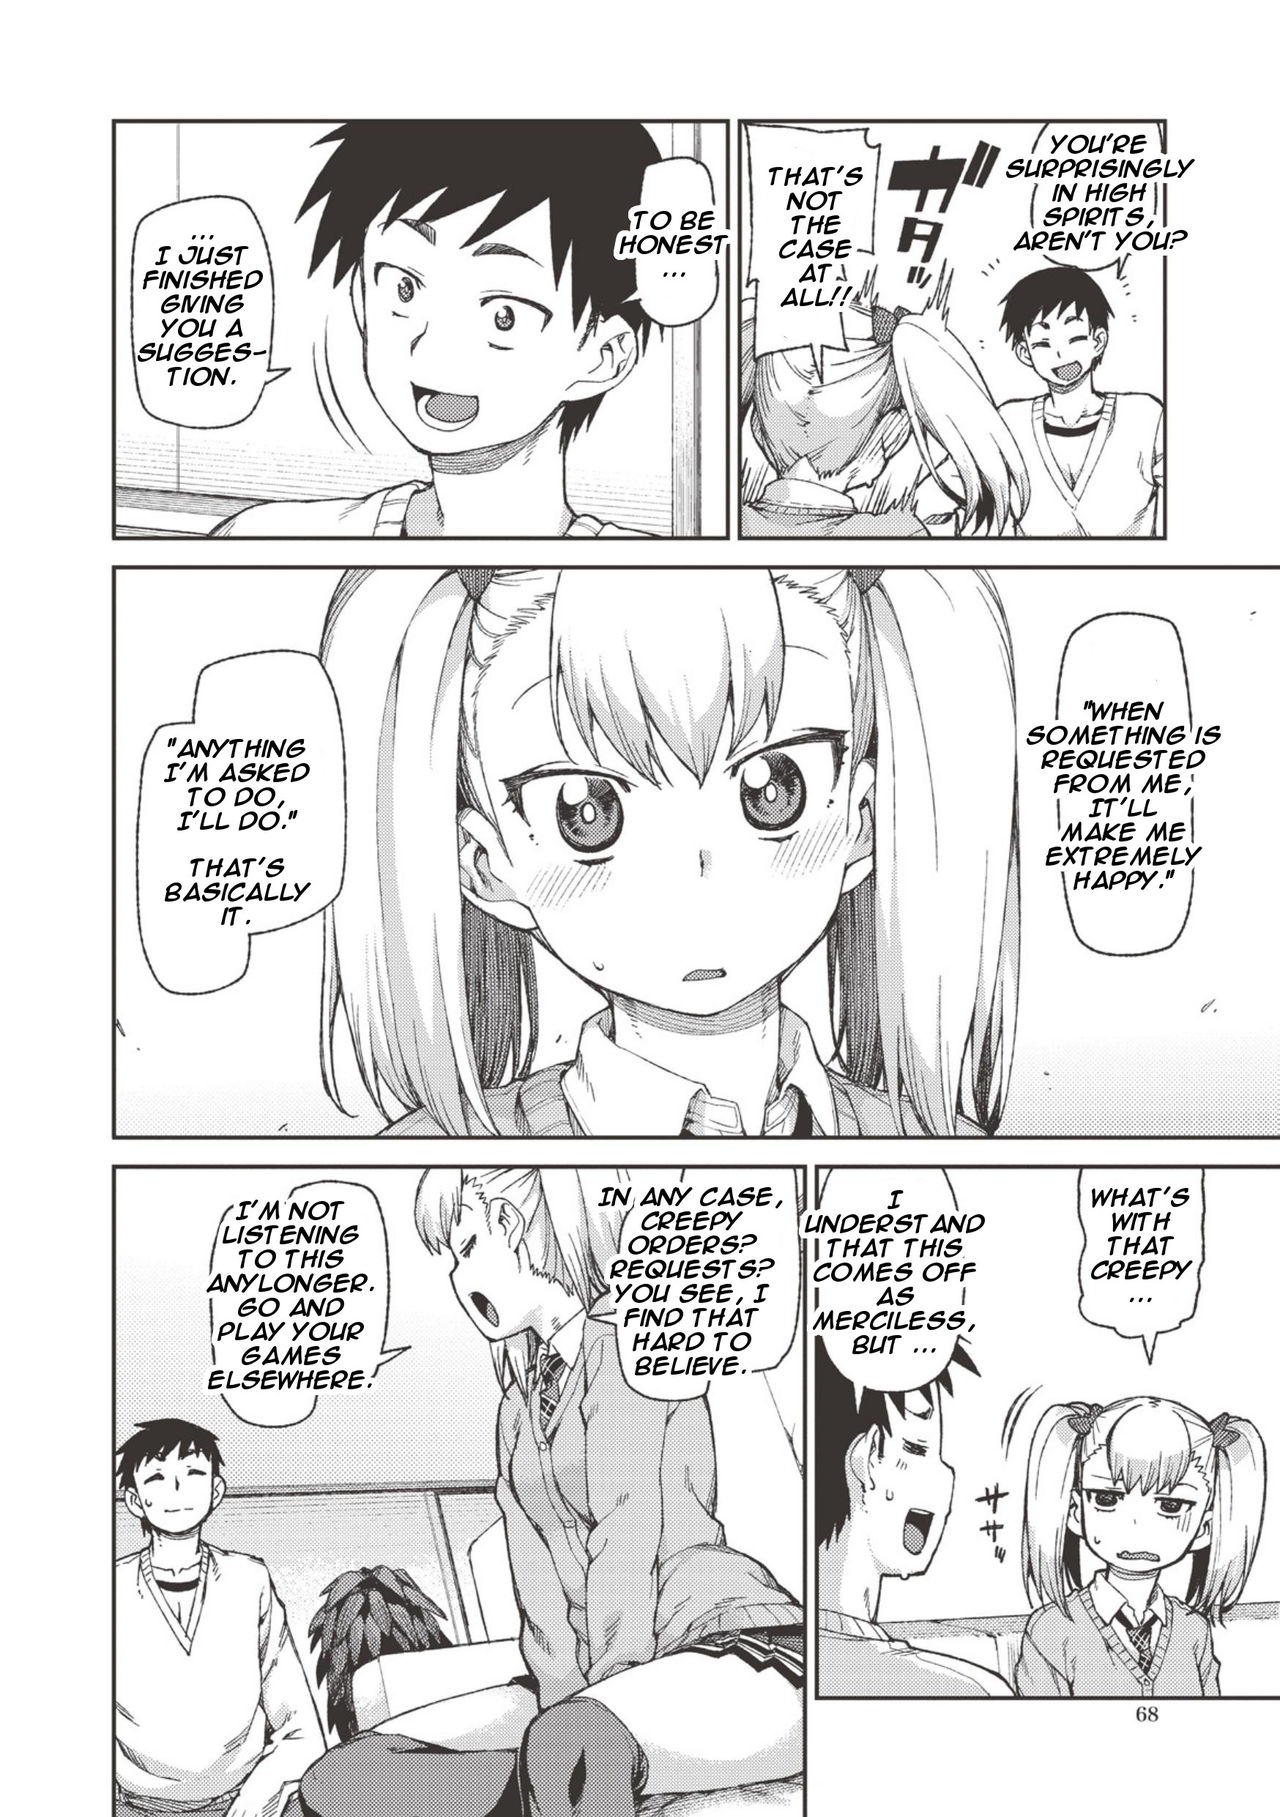 YOU'RE
SURPRISINGLY
IN HIGH
SPIRITS,
AREN'T YOU?
ガタッ
THAT'S
NOT
THE
CASE
AT
ALL!!
TO BE
HONEST
...
...
I JUST
FINISHED
GIVING
YOU A
SUGGES-
TION.
"WHEN
SOMETHING IS
REQUESTED
FROM ME,
IT'LL
MAKE ME
EXTREMELY
HAPPY."
"ANYTHING
I'M ASKED
TO DO,
I'LL DO."
THAT'S
BASICALLY
IT.
WHAT'S
WITH
THAT
CREEPY
...
I
UNDERSTAND
THAT THIS
COMES OFF
AS
MERCILESS,
BUT ...
ササッ
IN ANY CASE,
CREEPY
ORDERS?
REQUESTS?
YOU SEE, I
FIND THAT
HARD TO
BELIEVE.
I'M NOT
LISTENING
TO THIS
ANYLONGER.
GO AND
PLAY YOUR
GAMES
ELSEWHERE.
68